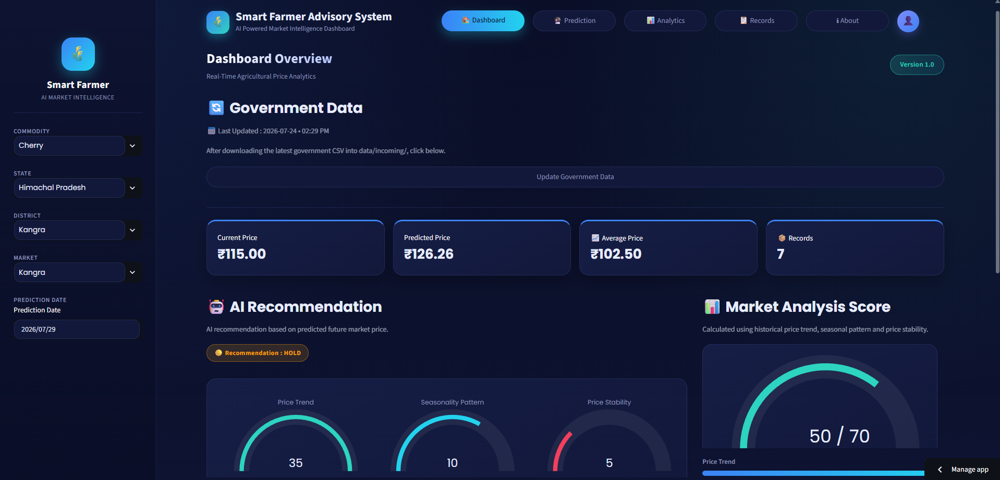 Smart Farmer
AI MARKET INTELLIGENCE
COMMODITY
Cherry
STATE
Himachal Pradesh
DISTRICT
Kangra
MARKET
Kangra
PREDICTION DATE
Prediction Date
2026/07/29
Smart Farmer Advisory System
AI Powered Market Intelligence Dashboard
Dashboard
Prediction
Analytics
Records
ℹ About
Dashboard Overview
Real-Time Agricultural Price Analytics
Version 1.0
Government Data
Last Updated : 2026-07-24 • 02:29 PM
After downloading the latest government CSV into data/incoming/, click below.
Update Government Data
Current Price
₹115.00
Predicted Price
₹126.26
Average Price
₹102.50
Records
7
AI Recommendation
AI recommendation based on predicted future market price.
Recommendation : HOLD
Price Trend
35
Seasonality Pattern
10
Price Stability
5
Market Analysis Score
Calculated using historical price trend, seasonal pattern and price stability.
50 / 70
Price Trend
Manage app